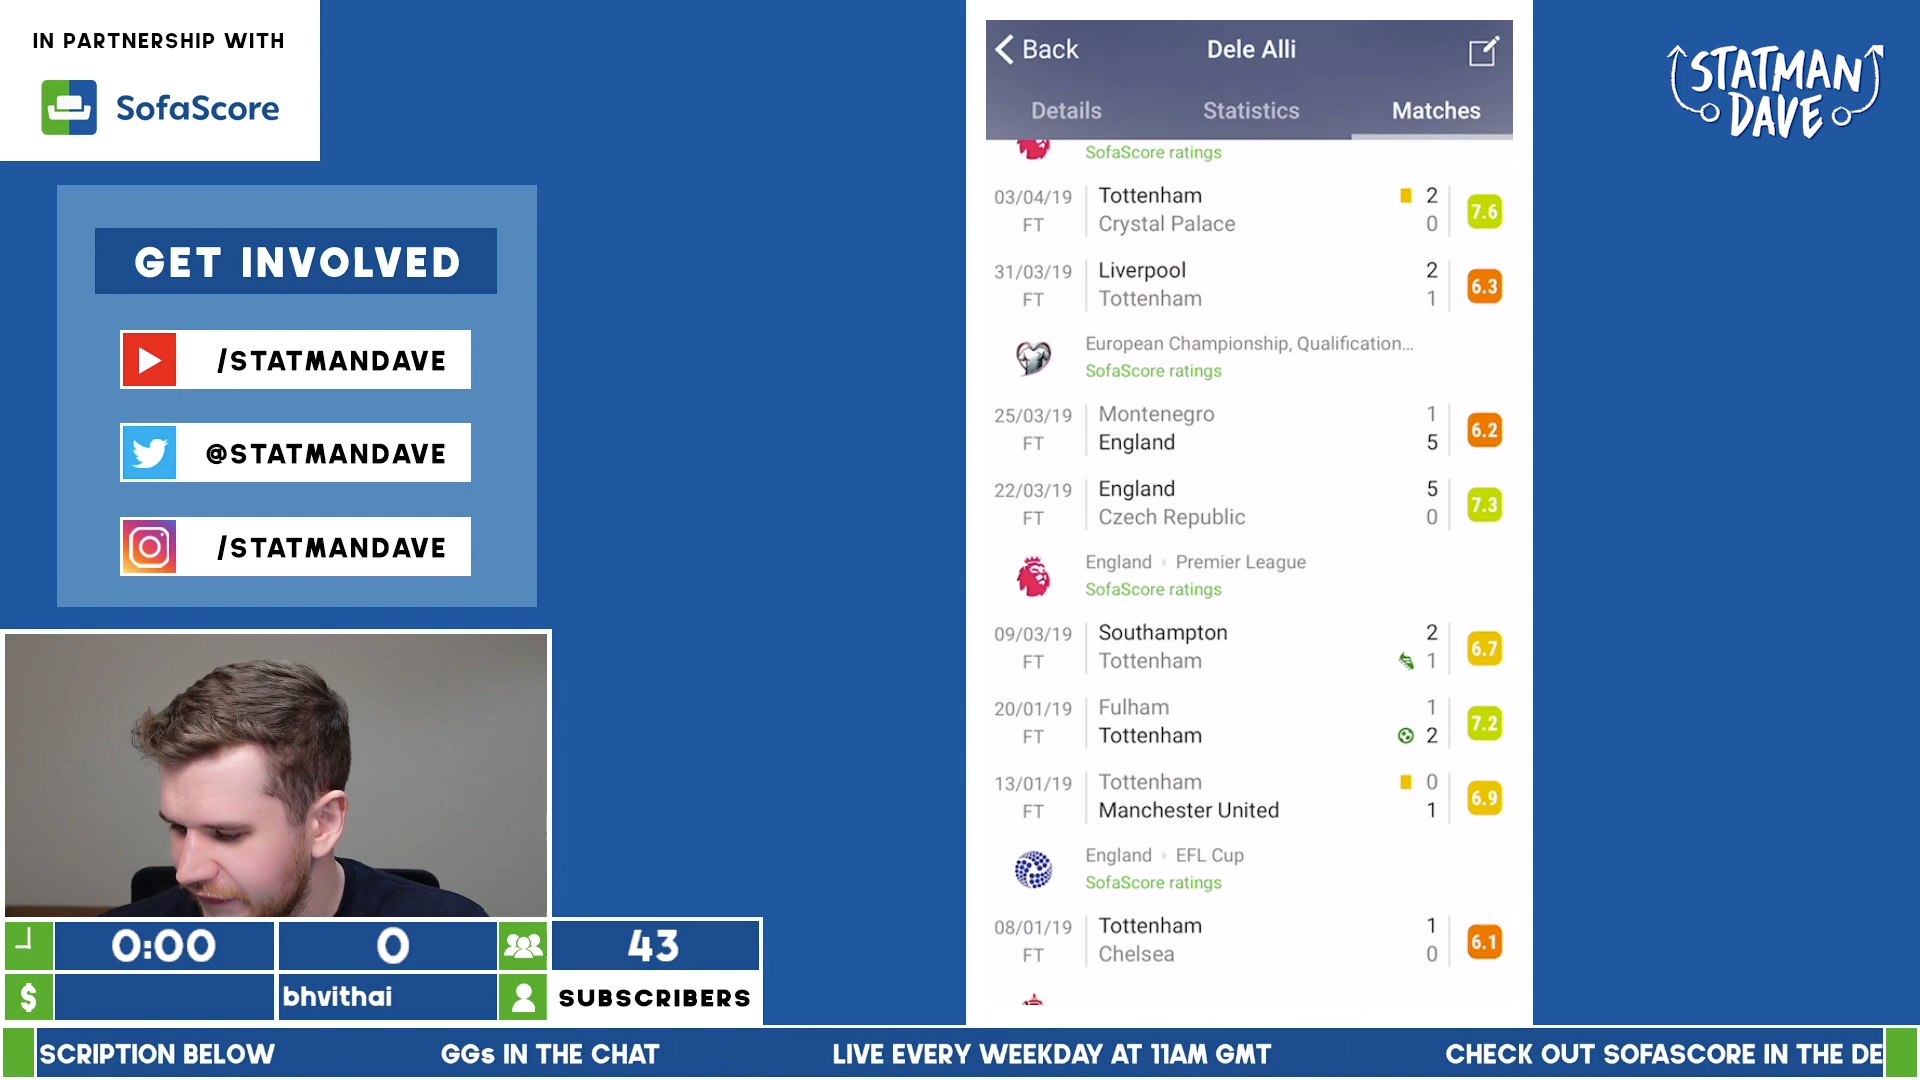 IN PARTNERSHIP WITH
SofaScore
GET INVOLVED
/STATMANDAVE
@STATMANDAVE
/STATMANDAVE
Back
Dele Alli
Details
Statistics
Matches
SofaScore ratings
03/04/19 Tottenham 2
FT Crystal Palace 0
7.6
31/03/19 Liverpool 2
FT Tottenham 1
6.3
European Championship, Qualification...
SofaScore ratings
25/03/19 Montenegro 1
FT England 5
6.2
22/03/19 England 5
FT Czech Republic 0
7.3
England › Premier League
SofaScore ratings
09/03/19 Southampton 2
FT Tottenham 1
6.7
20/01/19 Fulham 1
FT Tottenham 2
7.2
13/01/19 Tottenham 0
FT Manchester United 1
6.9
England › EFL Cup
SofaScore ratings
08/01/19 Tottenham 1
FT Chelsea 0
6.1
STATMAN
DAVE
0:00
0
43
$
bhvithai
SUBSCRIBERS
SCRIPTION BELOW
GGs IN THE CHAT
LIVE EVERY WEEKDAY AT 11AM GMT
CHECK OUT SOFASCORE IN THE DE